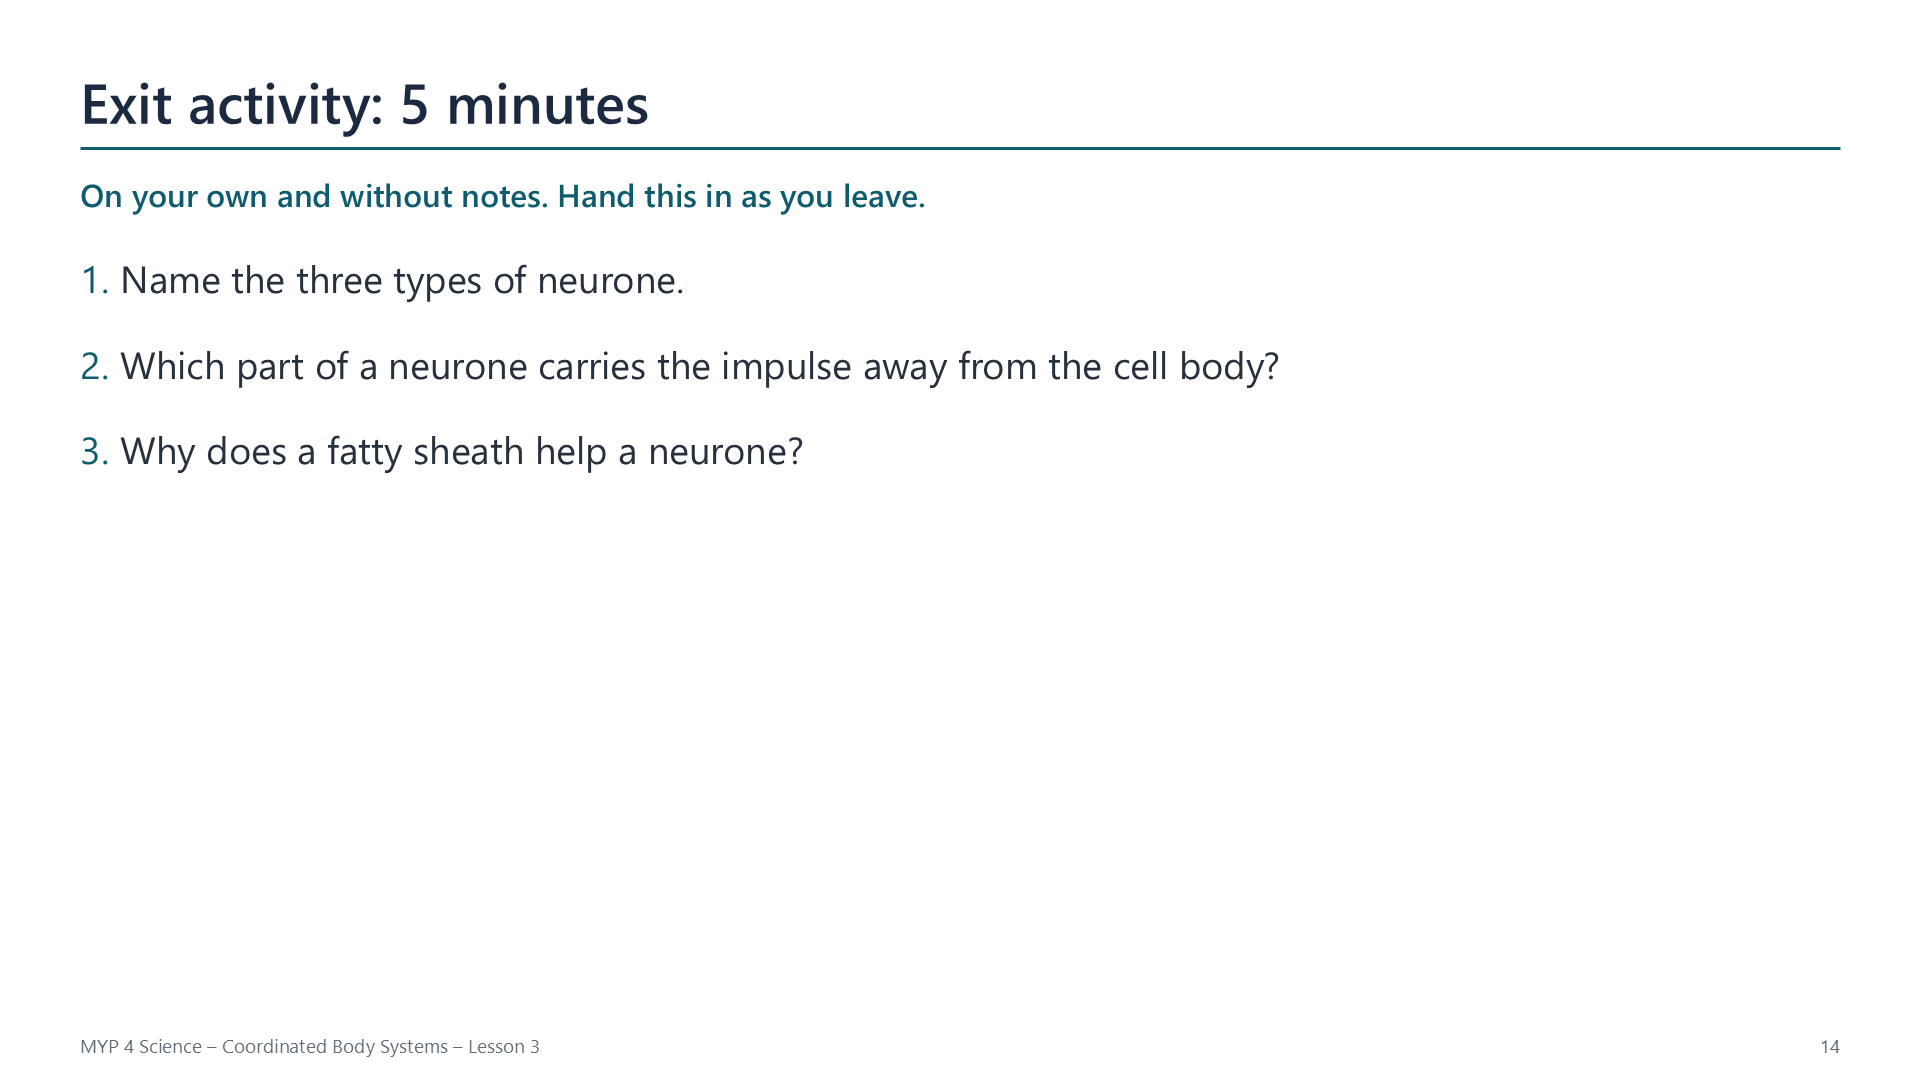 Exit activity: 5 minutes
On your own and without notes. Hand this in as you leave.
1. Name the three types of neurone.
2. Which part of a neurone carries the impulse away from the cell body?
3. Why does a fatty sheath help a neurone?
MYP 4 Science – Coordinated Body Systems – Lesson 3
14